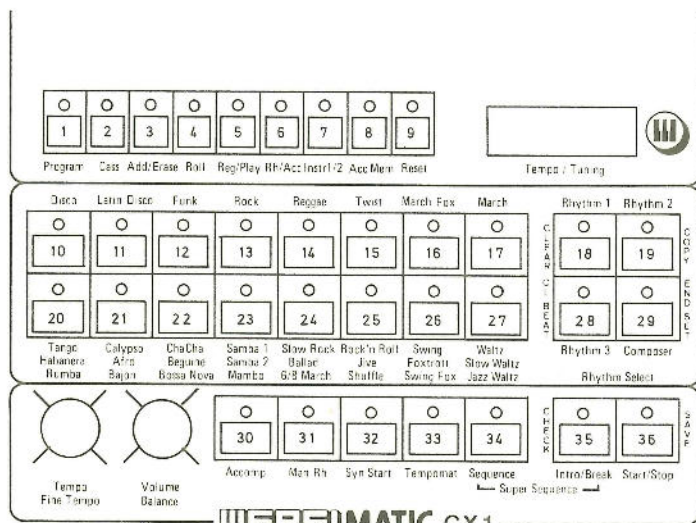 1 2 3 4 5 6 7 8 9
Program Cass Add/Erase Roll Reg/Play Rh/Acc Instr1/2 Acc Mem Reset
Tempo / Tuning
Disco Latin Disco Funk Rock Reggae Twist March Fox March Rhythm 1 Rhythm 2
10 11 12 13 14 15 16 17 CLEAR 18 19 COPY
20 21 22 23 24 25 26 27 CL BEAT 28 29 END SET
Tango Calypso ChaCha Samba 1 Slow Rock Rock'n Roll Swing Waltz Rhythm 3 Composer
Habanera Afro Beguine Samba 2 Ballad Jive Foxtrott Slow Waltz
Rumba Bajon Bossa Nova Mambo 6/8 March Shuffle Swing Fox Jazz Waltz Rhythm Select
30 31 32 33 34 CHECK 35 36 SAVE
Accomp Man Rh Syn Start Tempomat Sequence Intro/Break Start/Stop
Tempo Volume Super Sequence
Fine Tempo Balance
WERSIMATIC CX1